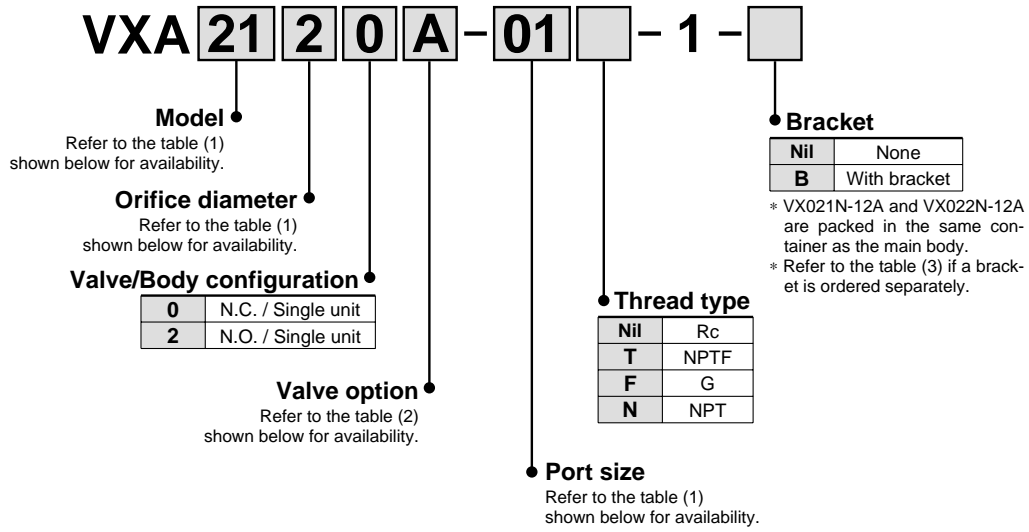 VXA 21 2 0 A – 01 – 1 –
Model
Refer to the table (1)
shown below for availability.
Orifice diameter
Refer to the table (1)
shown below for availability.
Valve/Body configuration
0 N.C. / Single unit
2 N.O. / Single unit
Valve option
Refer to the table (2)
shown below for availability.
Port size
Refer to the table (1)
shown below for availability.
Thread type
Nil Rc
T NPTF
F G
N NPT
Bracket
Nil None
B With bracket
∗ VX021N-12A and VX022N-12A
are packed in the same con-
tainer as the main body.
∗ Refer to the table (3) if a brack-
et is ordered separately.